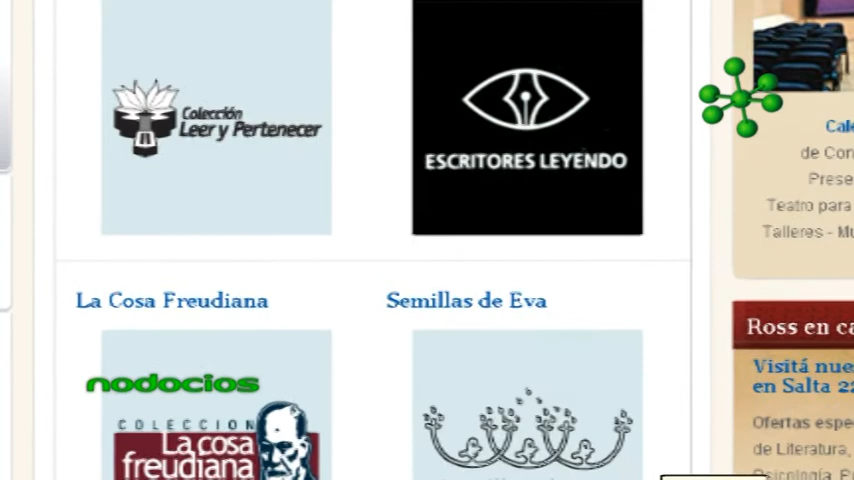 Colección
Leer y Pertenecer
ESCRITORES LEYENDO
La Cosa Freudiana
Semillas de Eva
nodocios
COLECCION
La cosa
freudiana
de Con
Prese
Teatro para
Talleres - Mu
Ross en ca
Visitá nue
en Salta 2
Ofertas espe
de Literatura,